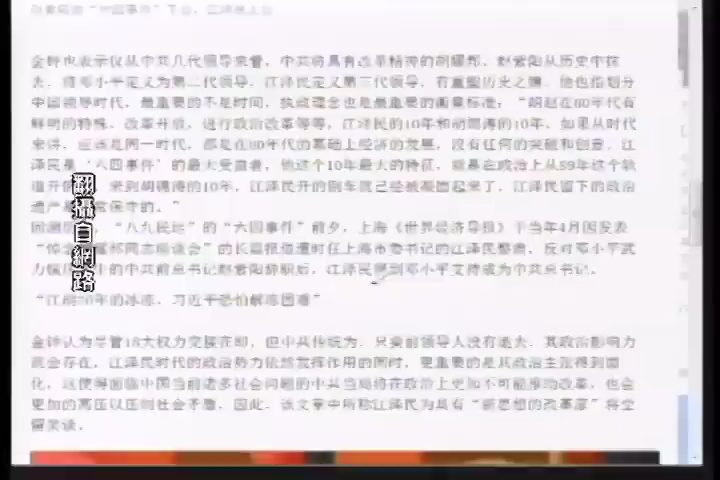 金钟也表示仅从中共几代领导来看，中共将具有改革精神的胡耀邦、赵紫阳从历史中抹
去，将邓小平定义为第二代领导，江泽民定义第三代领导，有重塑历史之嫌。他也指划分
中国领导时代，最重要的不是时间，执政理念也是最重要的衡量标准：“胡赵在80年代有
鲜明的特殊，改革开放，进行政治改革等等，江泽民的10年和胡锦涛的10年，如果从时代
来讲，应该是同一时代，都是在80年代的基础上经济的发展，没有任何的突破和创意。江
泽民是‘六四事件’的最大受益者，他这个10年最大的特征，就是在政治上从89年这个轨
道开的 来到胡锦涛的10年，江泽民开的倒车就已经被凝固起来了，江泽民留下的政治
遗产是 常保守的。”
回溯 “八九民运”的“六四事件”前夕，上海《世界经济导报》于当年4月因发表
“悼 耀邦同志座谈会”的长篇报道遭时任上海市委书记的江泽民整肃，反对邓小平武
力镇 的中共前总书记赵紫阳辞职后，江泽民得到邓小平支持成为中共总书记。
“江胡20年的冰冻，习近平恐怕解冻困难”
金钟认为尽管18大权力交接在即，但中共传统为，只要前领导人没有逝去，其政治影响力
就会存在，江泽民时代的政治势力依然发挥作用的同时，更重要的是其政治主张得到固
化，这使得面临中国当前诸多社会问题的中共当局将在政治上更加不可能推动改革，也会
更加的高压以压制社会矛盾。因此，该文章中所称江泽民为具有“新思想的改革家”将空
留笑谈。
翻攝自網路